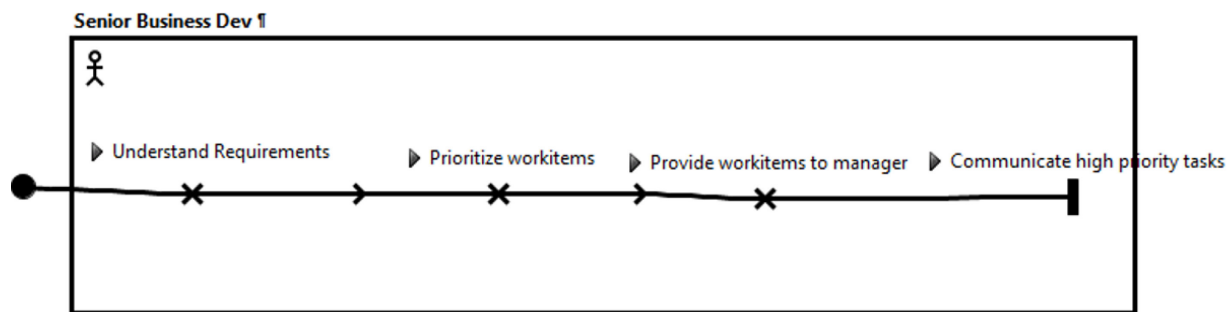 Senior Business Dev ¶
Understand Requirements
Prioritize workitems
Provide workitems to manager
Communicate high priority tasks